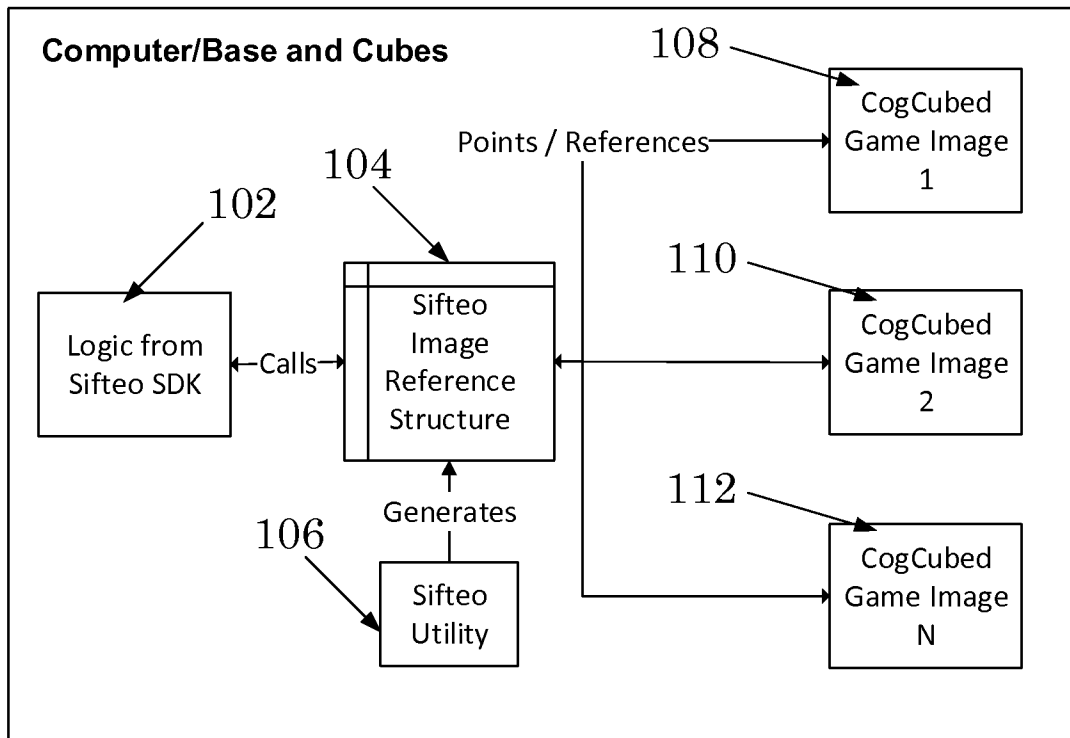 Computer/Base and Cubes
108
CogCubed
Game Image
1
Points / References
104
102
110
Sifteo
Image
Reference
Structure
Logic from
Sifteo SDK
Calls
CogCubed
Game Image
2
112
Generates
106
CogCubed
Game Image
N
Sifteo
Utility